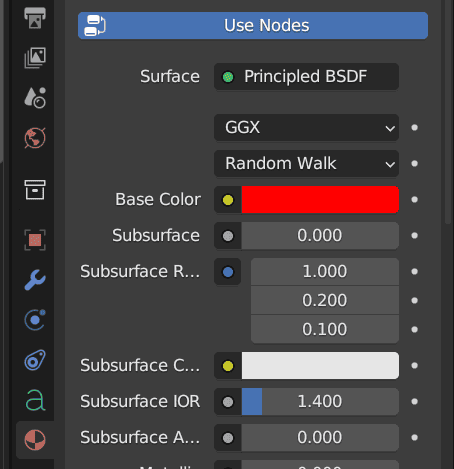 Use Nodes
Surface Principled BSDF
GGX
Random Walk
Base Color
Subsurface 0.000
Subsurface R... 1.000
0.200
0.100
Subsurface C...
Subsurface IOR 1.400
Subsurface A... 0.000